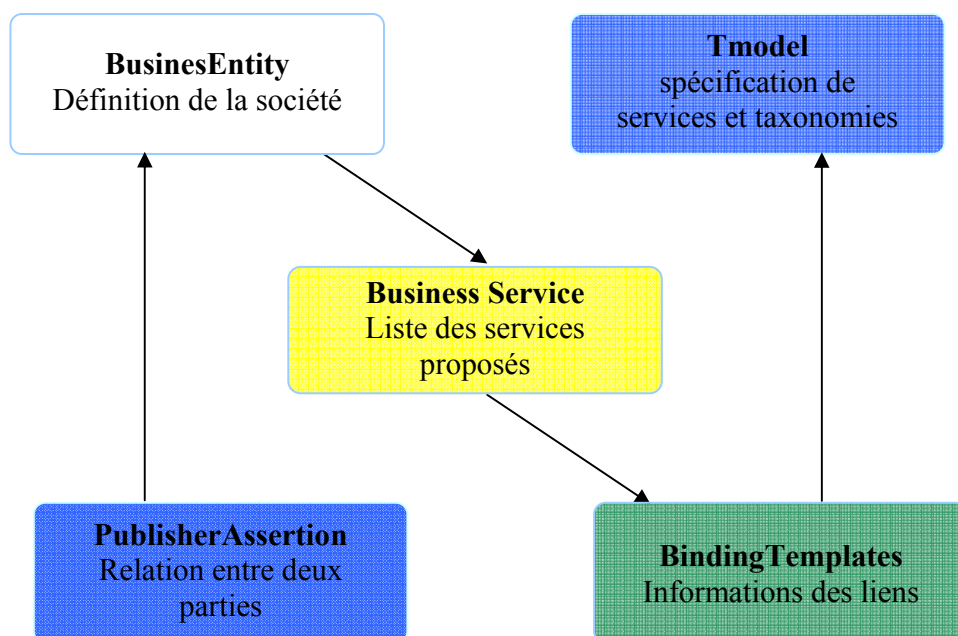 BusinesEntity
Définition de la société
Tmodel
spécification de
services et taxonomies
Business Service
Liste des services
proposés
PublisherAssertion
Relation entre deux
parties
BindingTemplates
Informations des liens